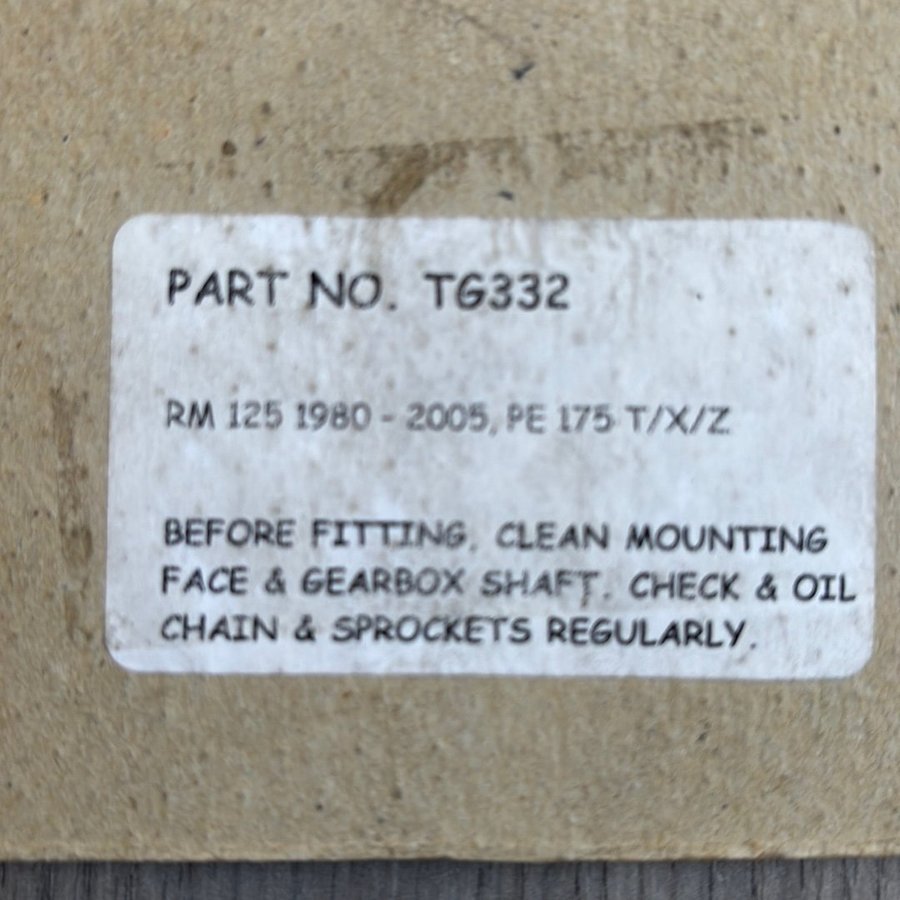 PART NO. TG332
RM 125 1980 - 2005, PE 175 T/X/Z
BEFORE FITTING, CLEAN MOUNTING
FACE & GEARBOX SHAFT. CHECK & OIL
CHAIN & SPROCKETS REGULARLY.